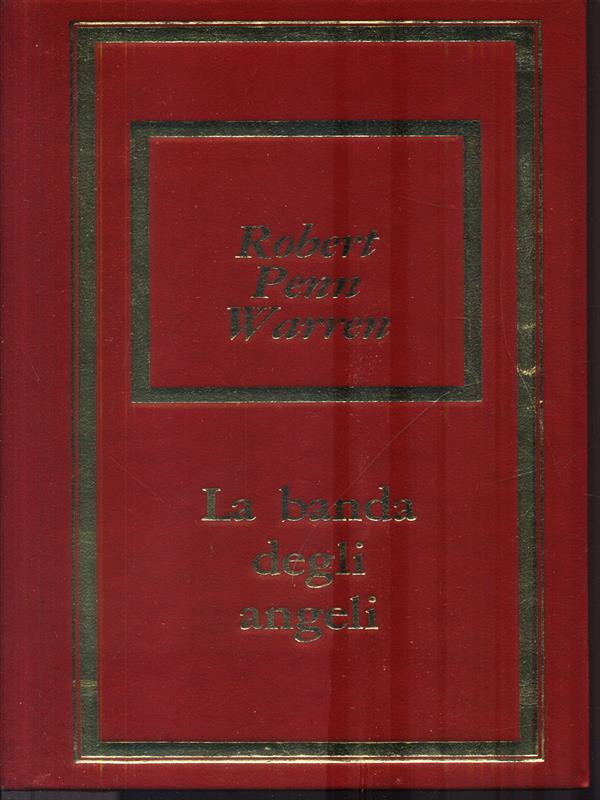 Robert
Penn
Warren
La banda
degli
angeli